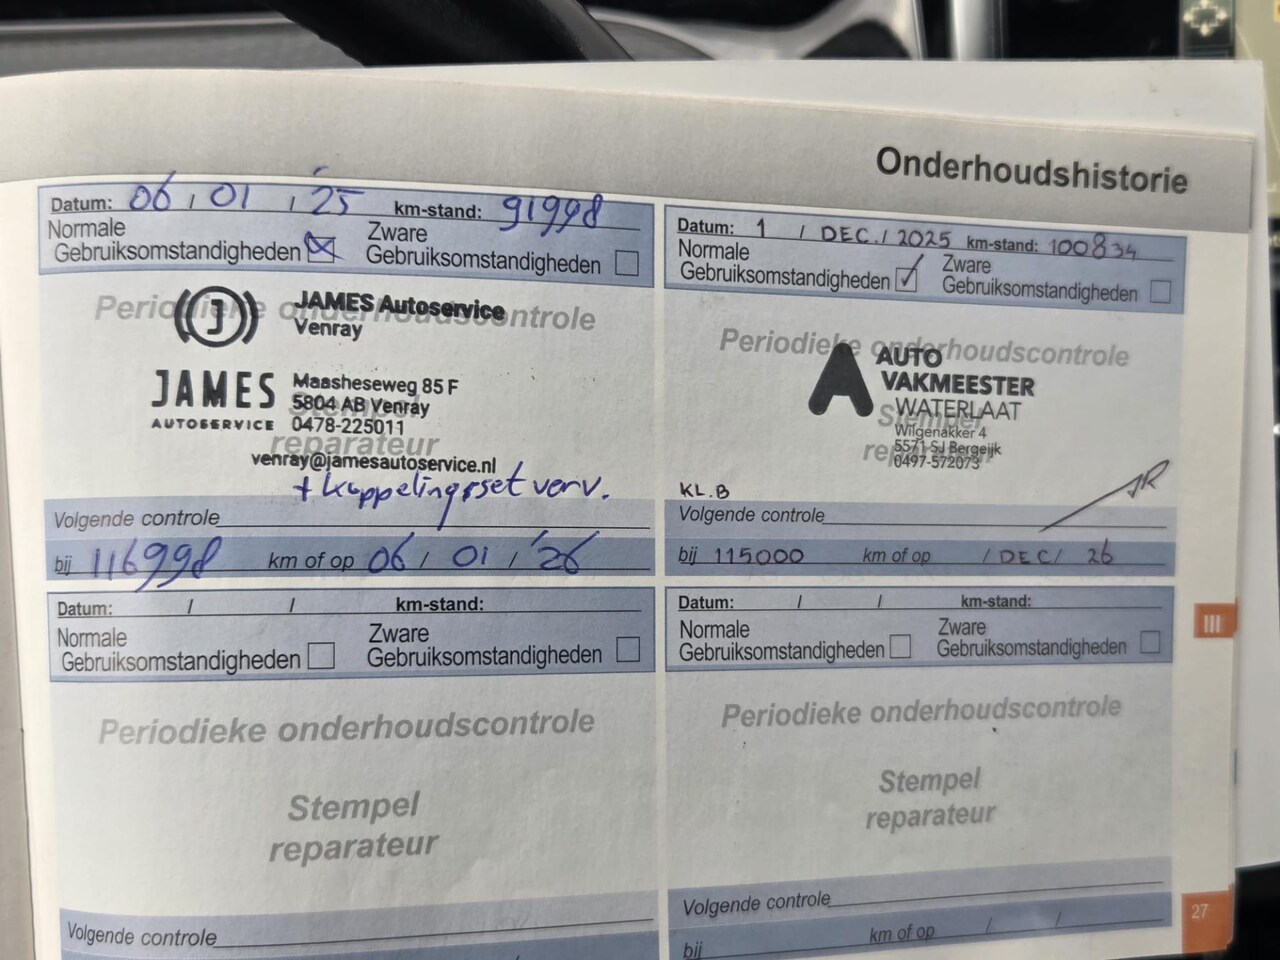 Onderhoudshistorie
Datum: 06 / 01 / '25 km-stand: 91998
Normale Gebruiksomstandigheden Zware Gebruiksomstandigheden
Periodieke onderhoudscontrole
J
JAMES Autoservice
Venray
JAMES
AUTOSERVICE
Maasheseweg 85 F
5804 AB Venray
0478-225011
Stempel
reparateur
venray@jamesautoservice.nl
+ koppelingsset verv.
Volgende controle
bij 116998 km of op 06 / 01 / '26
Datum: 1 / DEC. / 2025 km-stand: 100834
Normale Gebruiksomstandigheden Zware Gebruiksomstandigheden
Periodieke onderhoudscontrole
AUTO
VAKMEESTER
WATERLAAT
Stempel
reparateur
Wilgenakker 4
5571 SJ Bergeijk
0497-572073
KL.B
JR
Volgende controle
bij 115000 km of op / DEC / 26
Datum: / / km-stand:
Normale Gebruiksomstandigheden Zware Gebruiksomstandigheden
Periodieke onderhoudscontrole
Stempel
reparateur
Volgende controle
Datum: / / km-stand:
Normale Gebruiksomstandigheden Zware Gebruiksomstandigheden
Periodieke onderhoudscontrole
Stempel
reparateur
Volgende controle
bij km of op / /
III
27